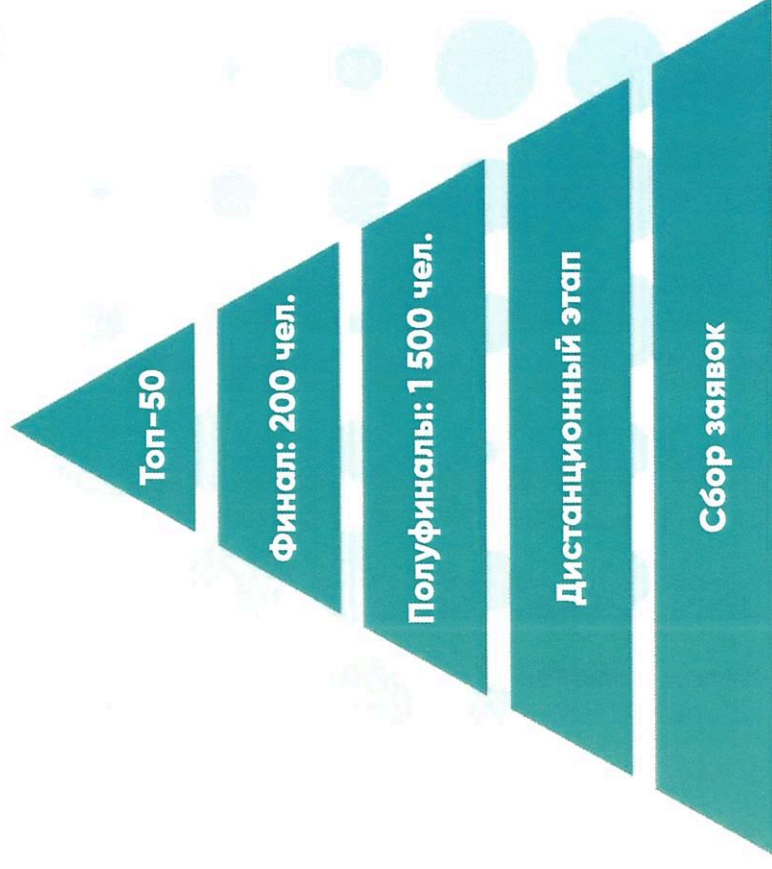 Топ-50
Финал: 200 чел.
Полуфиналы: 1 500 чел.
Дистанционный этап
Сбор заявок